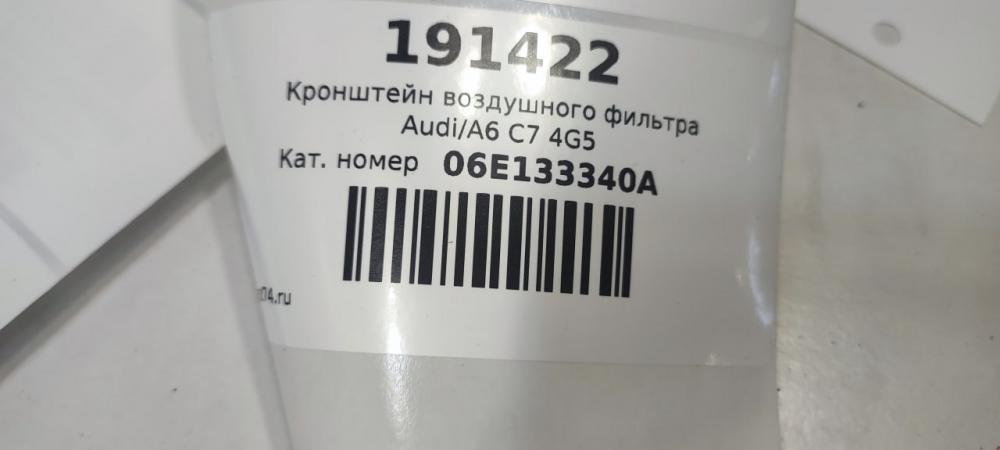 191422
Кронштейн воздушного фильтра
Audi/A6 C7 4G5
Кат. номер 06E133340A